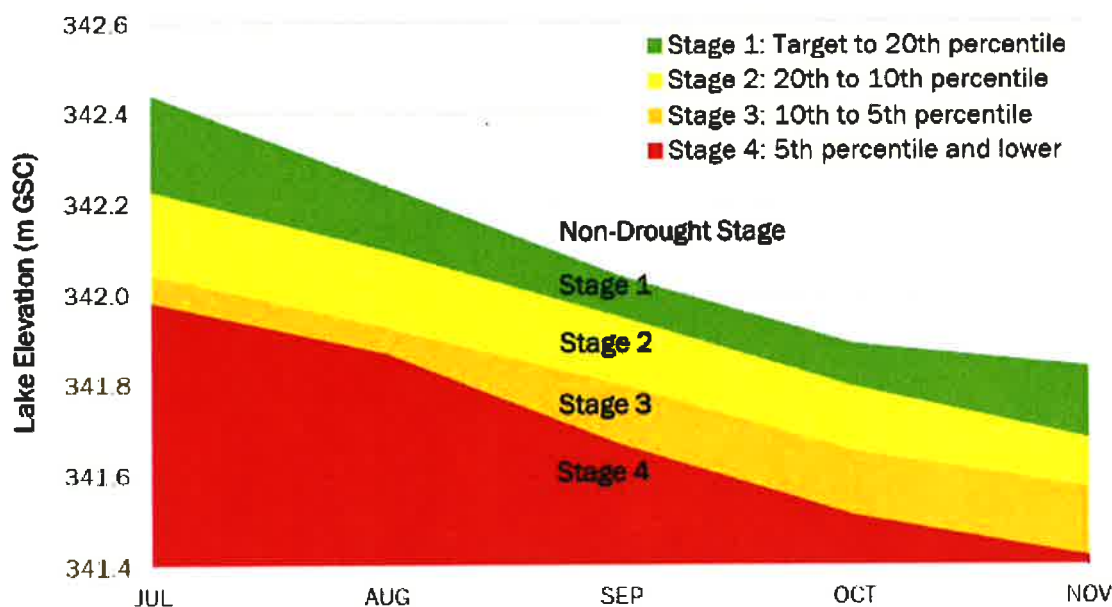 342.6
342.4
342.2
342.0
341.8
341.6
341.4
Lake Elevation (m GSC)
Stage 1: Target to 20th percentile
Stage 2: 20th to 10th percentile
Stage 3: 10th to 5th percentile
Stage 4: 5th percentile and lower
Non-Drought Stage
Stage 1
Stage 2
Stage 3
Stage 4
JUL
AUG
SEP
OCT
NOV